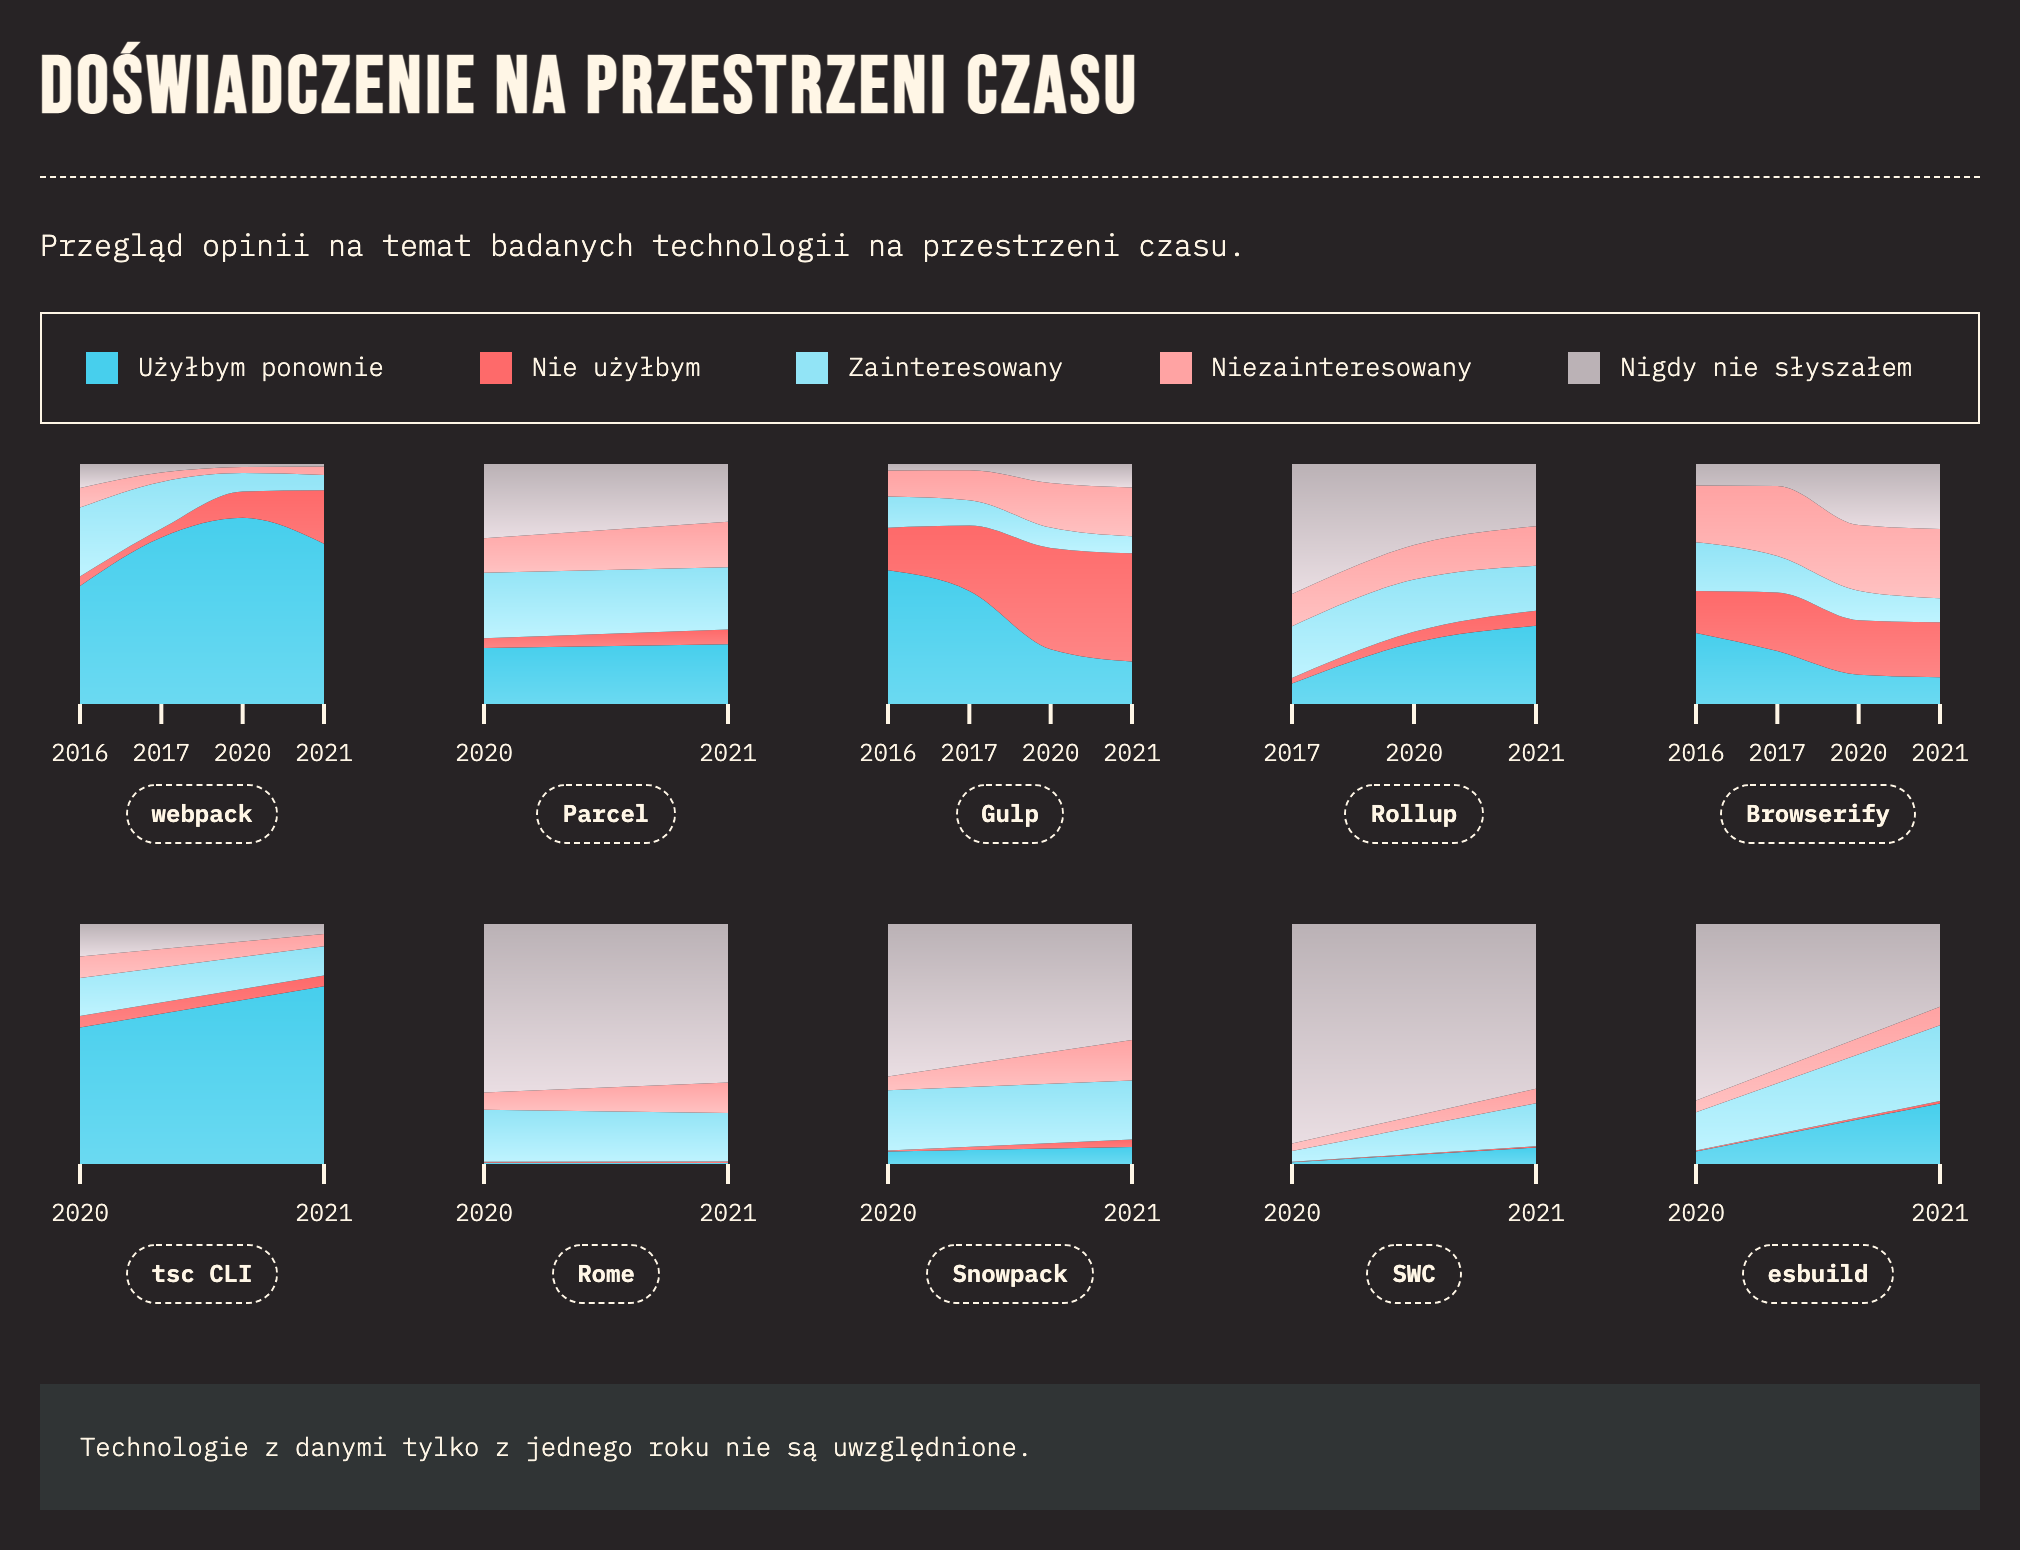 DOŚWIADCZENIE NA PRZESTRZENI CZASU
Przegląd opinii na temat badanych technologii na przestrzeni czasu.
Użyłbym ponownie Nie użyłbym Zainteresowany Niezainteresowany Nigdy nie słyszałem
2016 2017 2020 2021 2020 2021 2016 2017 2020 2021 2017 2020 2021 2016 2017 2020 2021
webpack Parcel Gulp Rollup Browserify
2020 2021 2020 2021 2020 2021 2020 2021 2020 2021
tsc CLI Rome Snowpack SWC esbuild
Technologie z danymi tylko z jednego roku nie są uwzględnione.